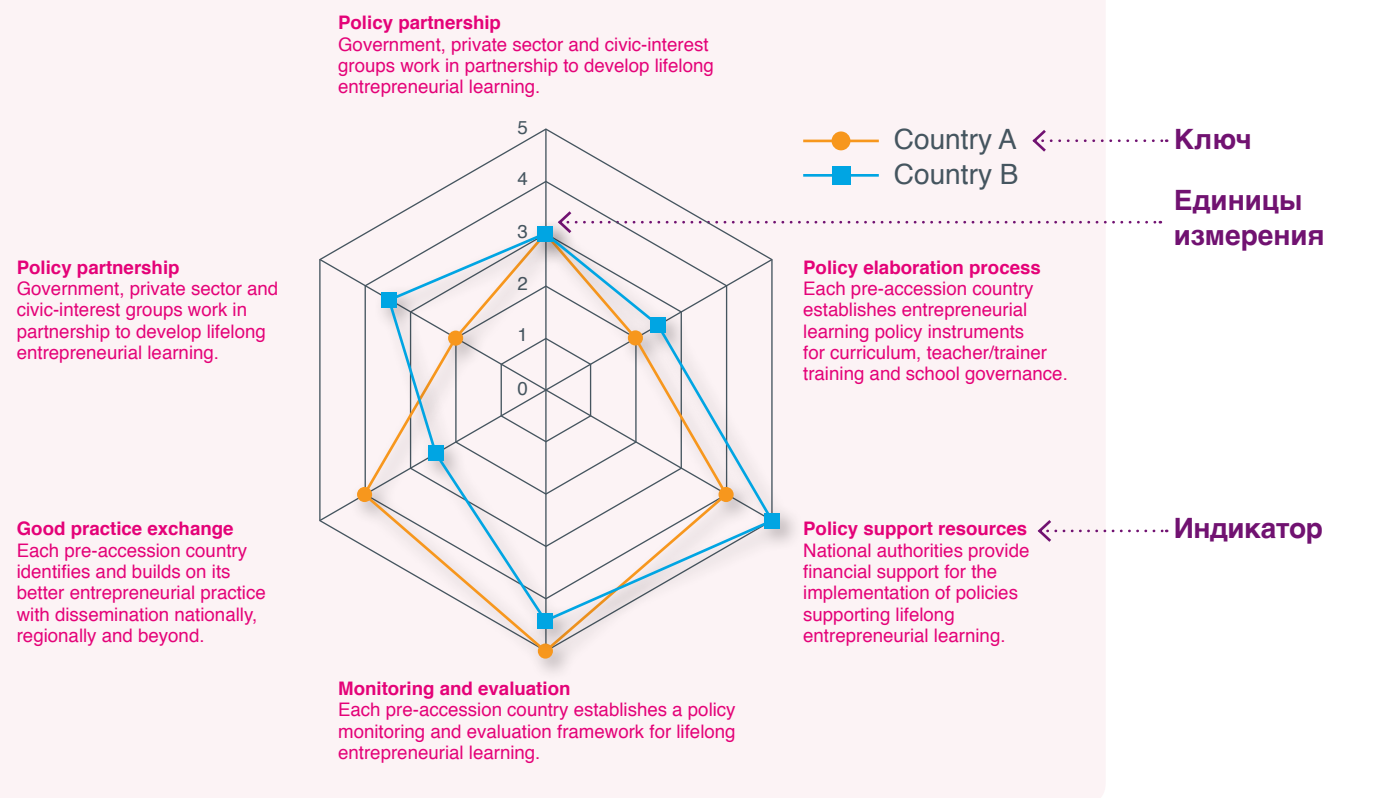 Policy partnership
Government, private sector and civic-interest
groups work in partnership to develop lifelong
entrepreneurial learning.
5
4
3
2
1
0
Country A
Country B
Ключ
Единицы
измерения
Policy partnership
Government, private sector and
civic-interest groups work in
partnership to develop lifelong
entrepreneurial learning.
Policy elaboration process
Each pre-accession country
establishes entrepreneurial
learning policy instruments
for curriculum, teacher/trainer
training and school governance.
Good practice exchange
Each pre-accession country
identifies and builds on its
better entrepreneurial practice
with dissemination nationally,
regionally and beyond.
Policy support resources
National authorities provide
financial support for the
implementation of policies
supporting lifelong
entrepreneurial learning.
Индикатор
Monitoring and evaluation
Each pre-accession country establishes a policy
monitoring and evaluation framework for lifelong
entrepreneurial learning.